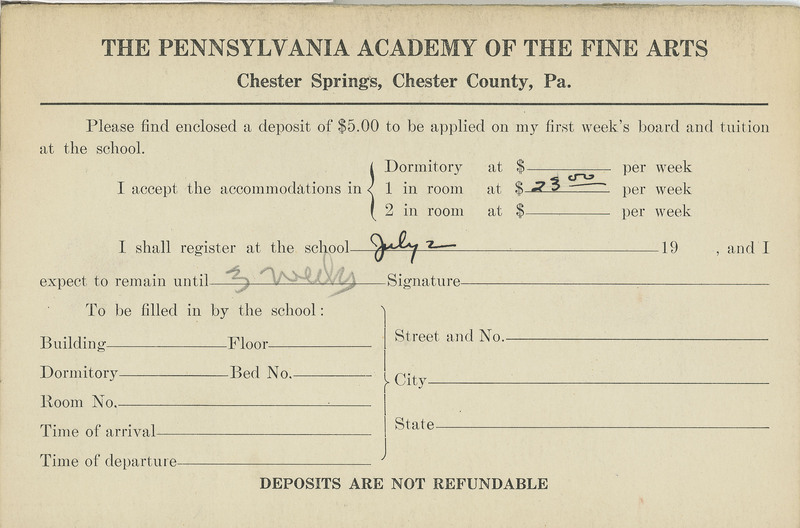 THE PENNSYLVANIA ACADEMY OF THE FINE ARTS
Chester Springs, Chester County, Pa.
Please find enclosed a deposit of $5.00 to be applied on my first week's board and tuition
at the school.
Dormitory at $ per week
I accept the accommodations in 1 in room at $ 23.00 per week
2 in room at $ per week
I shall register at the school July 2 19 , and I
expect to remain until 3 weeks Signature
To be filled in by the school:
Building Floor
Dormitory Bed No.
Room No.
Time of arrival
Time of departure
Street and No.
City
State
DEPOSITS ARE NOT REFUNDABLE